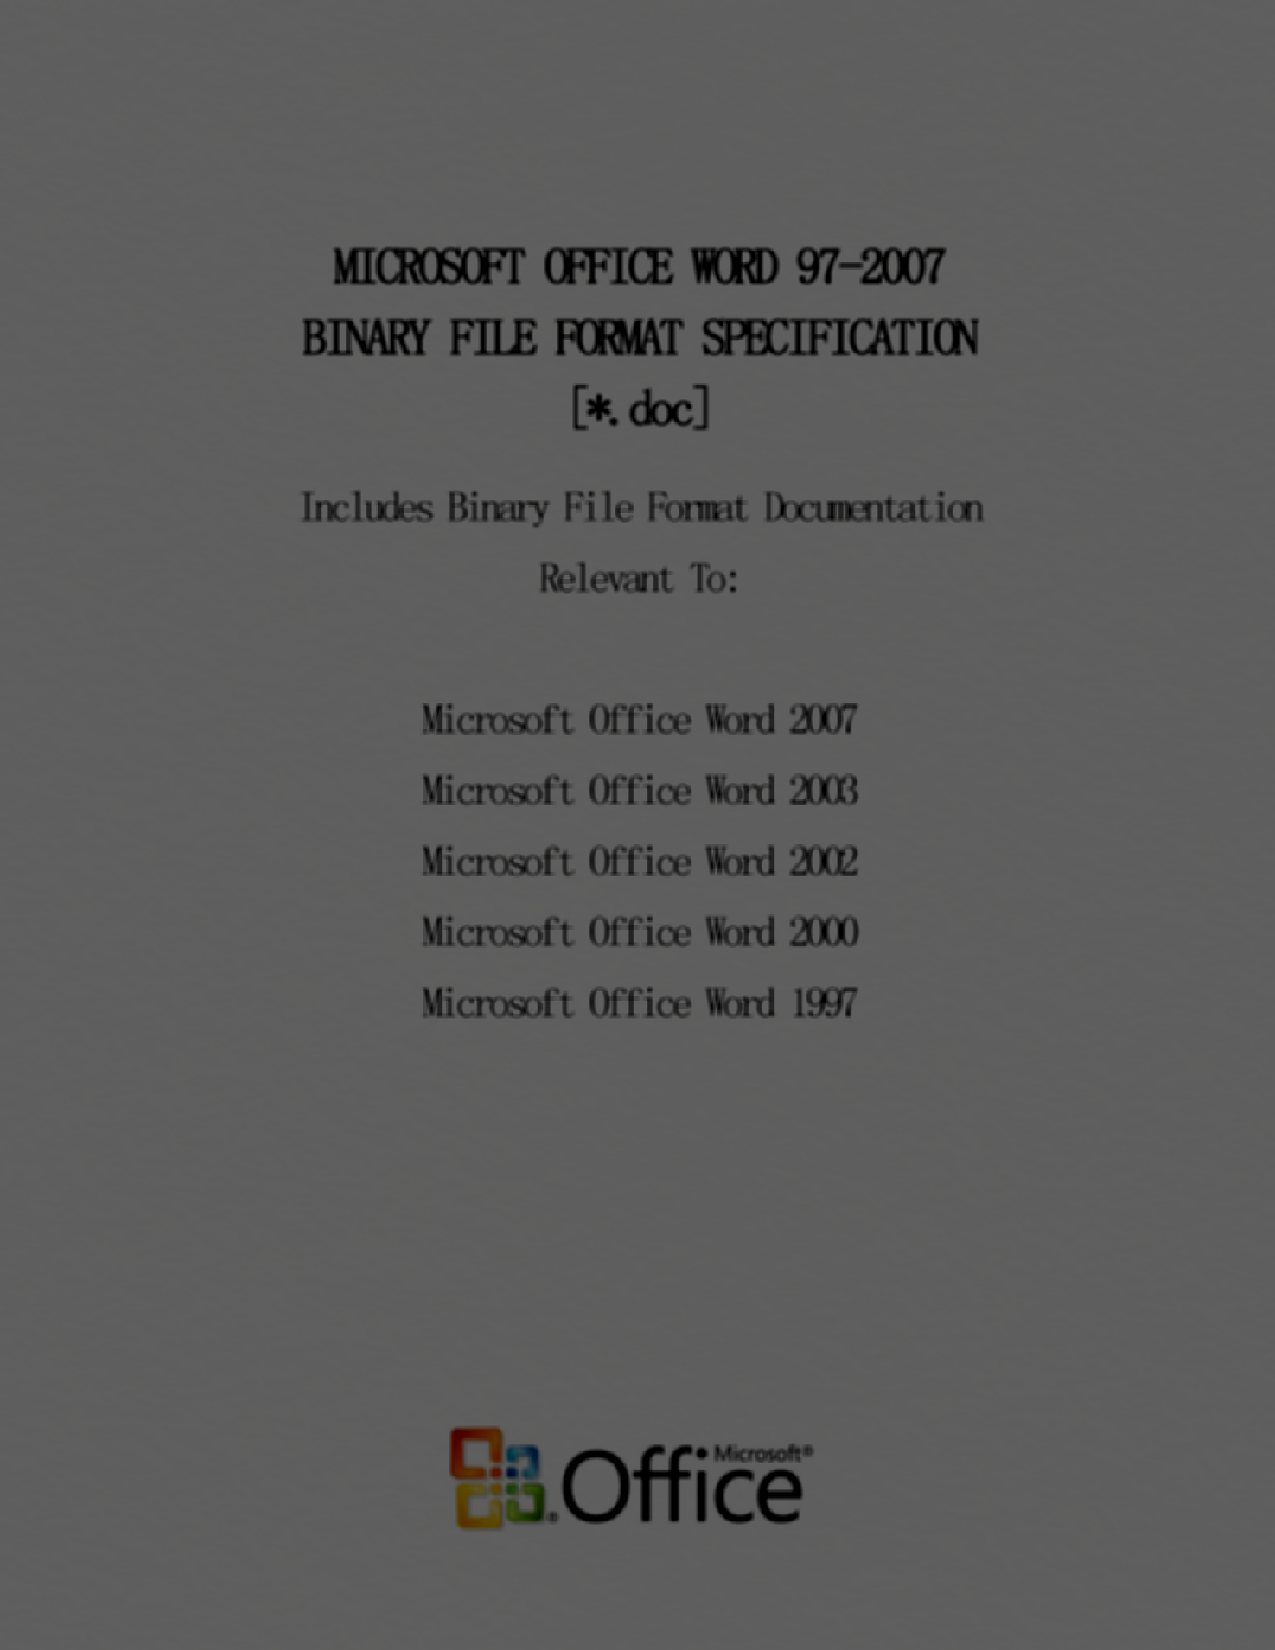 MICROSOFT OFFICE WORD 97-2007
BINARY FILE FORMAT SPECIFICATION
[*.doc]
Includes Binary File Format Documentation
Relevant To:
Microsoft Office Word 2007
Microsoft Office Word 2003
Microsoft Office Word 2002
Microsoft Office Word 2000
Microsoft Office Word 1997
Microsoft®
Office